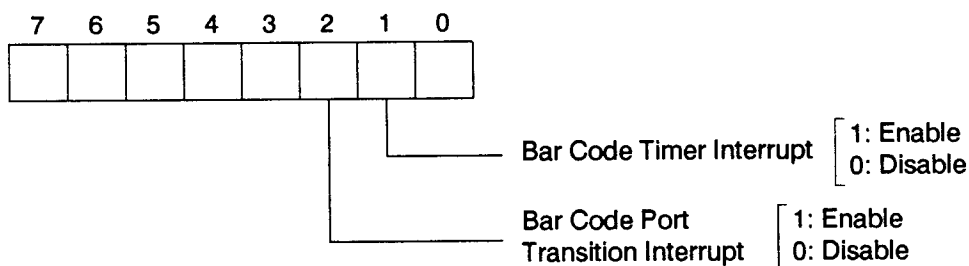 7 6 5 4 3 2 1 0
Bar Code Timer Interrupt
1: Enable
0: Disable
Bar Code Port
Transition Interrupt
1: Enable
0: Disable